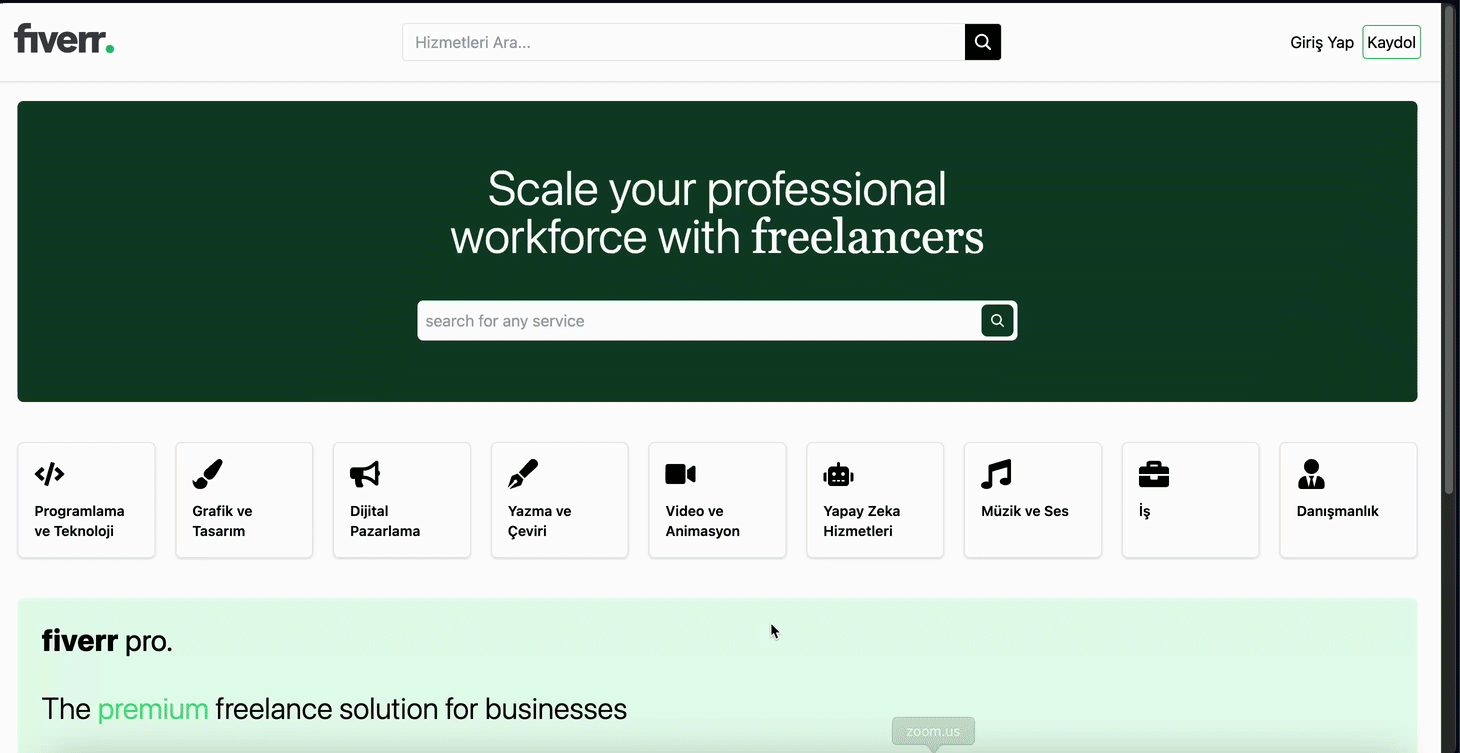 fiverr.
Hizmetleri Ara...
Giriş Yap
Kaydol
Scale your professional
workforce with freelancers
search for any service
Programlama
ve Teknoloji
Grafik ve
Tasarım
Dijital
Pazarlama
Yazma ve
Çeviri
Video ve
Animasyon
Yapay Zeka
Hizmetleri
Müzik ve Ses
İş
Danışmanlık
fiverr pro.
The premium freelance solution for businesses
zoom.us